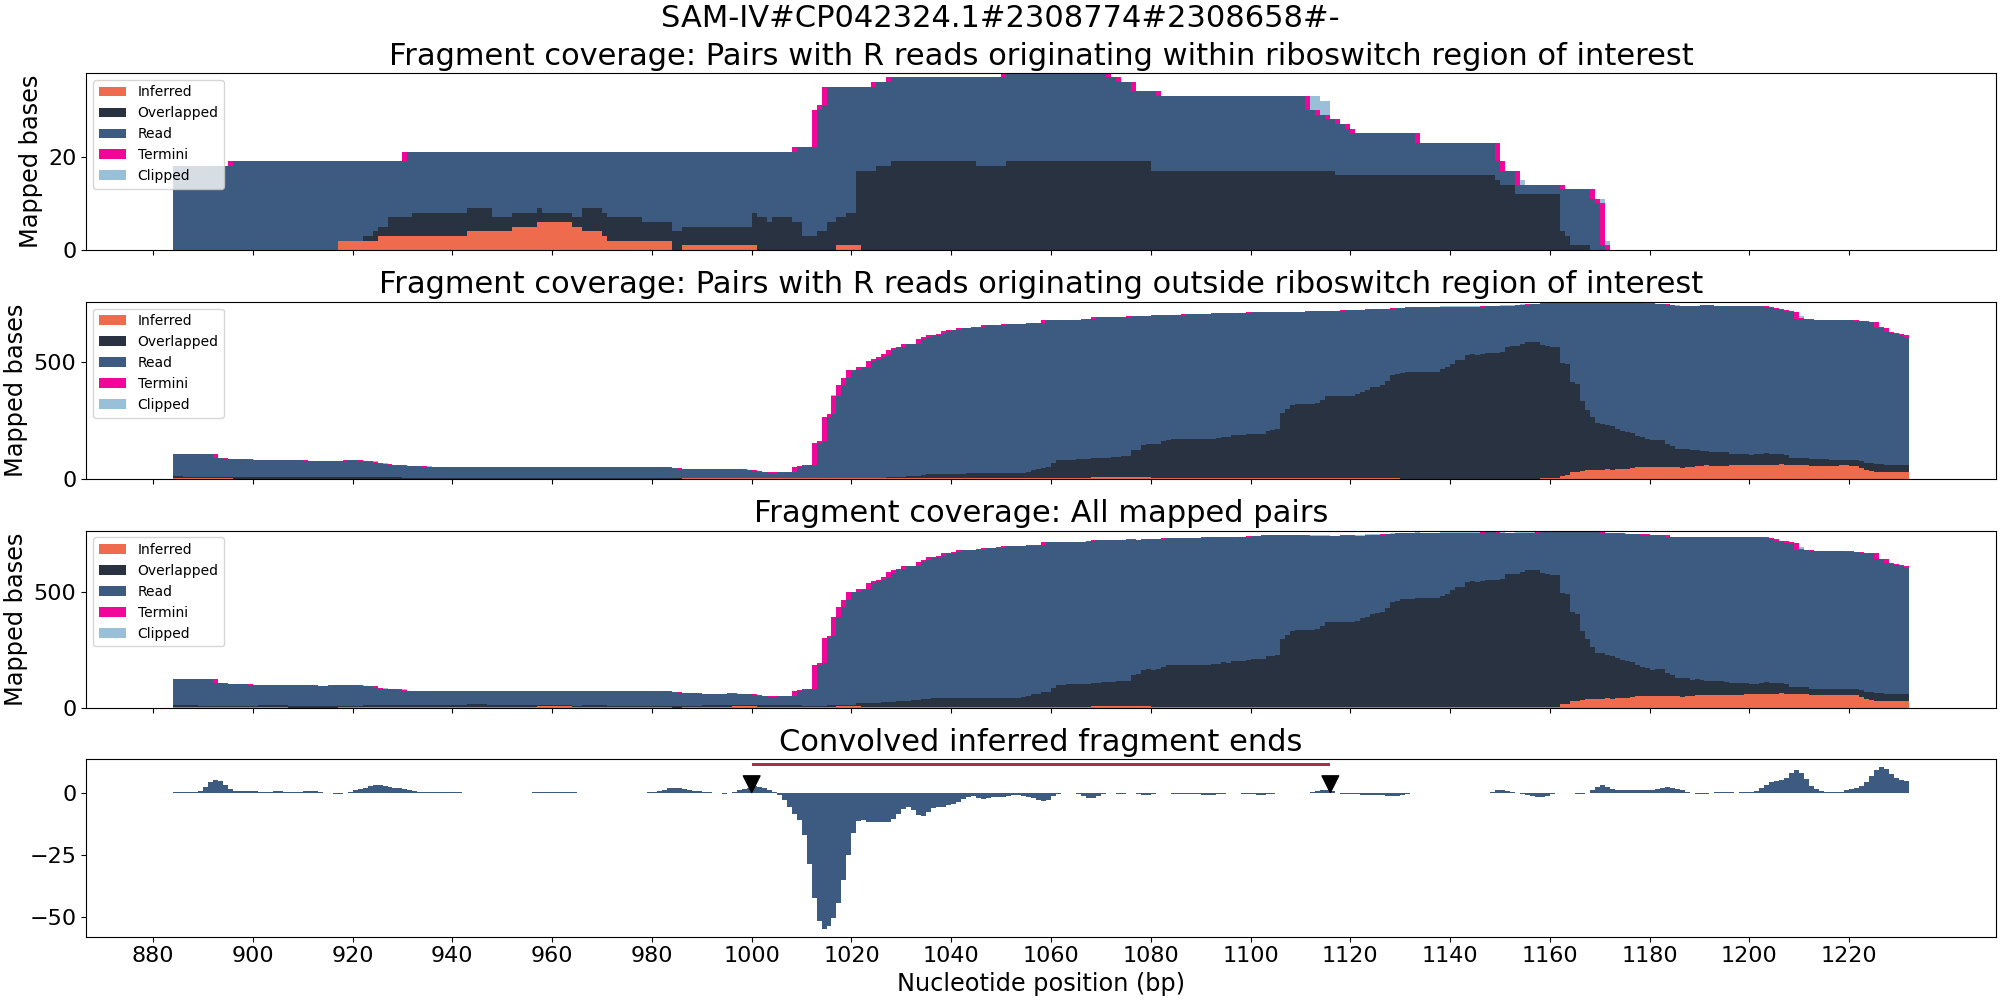 SAM-IV#CP042324.1#2308774#2308658#-
Fragment coverage: Pairs with R reads originating within riboswitch region of interest
Mapped bases
20
0
Inferred
Overlapped
Read
Termini
Clipped
Fragment coverage: Pairs with R reads originating outside riboswitch region of interest
Mapped bases
500
0
Inferred
Overlapped
Read
Termini
Clipped
Fragment coverage: All mapped pairs
Mapped bases
500
0
Inferred
Overlapped
Read
Termini
Clipped
Convolved inferred fragment ends
0
−25
−50
880 900 920 940 960 980 1000 1020 1040 1060 1080 1100 1120 1140 1160 1180 1200 1220
Nucleotide position (bp)